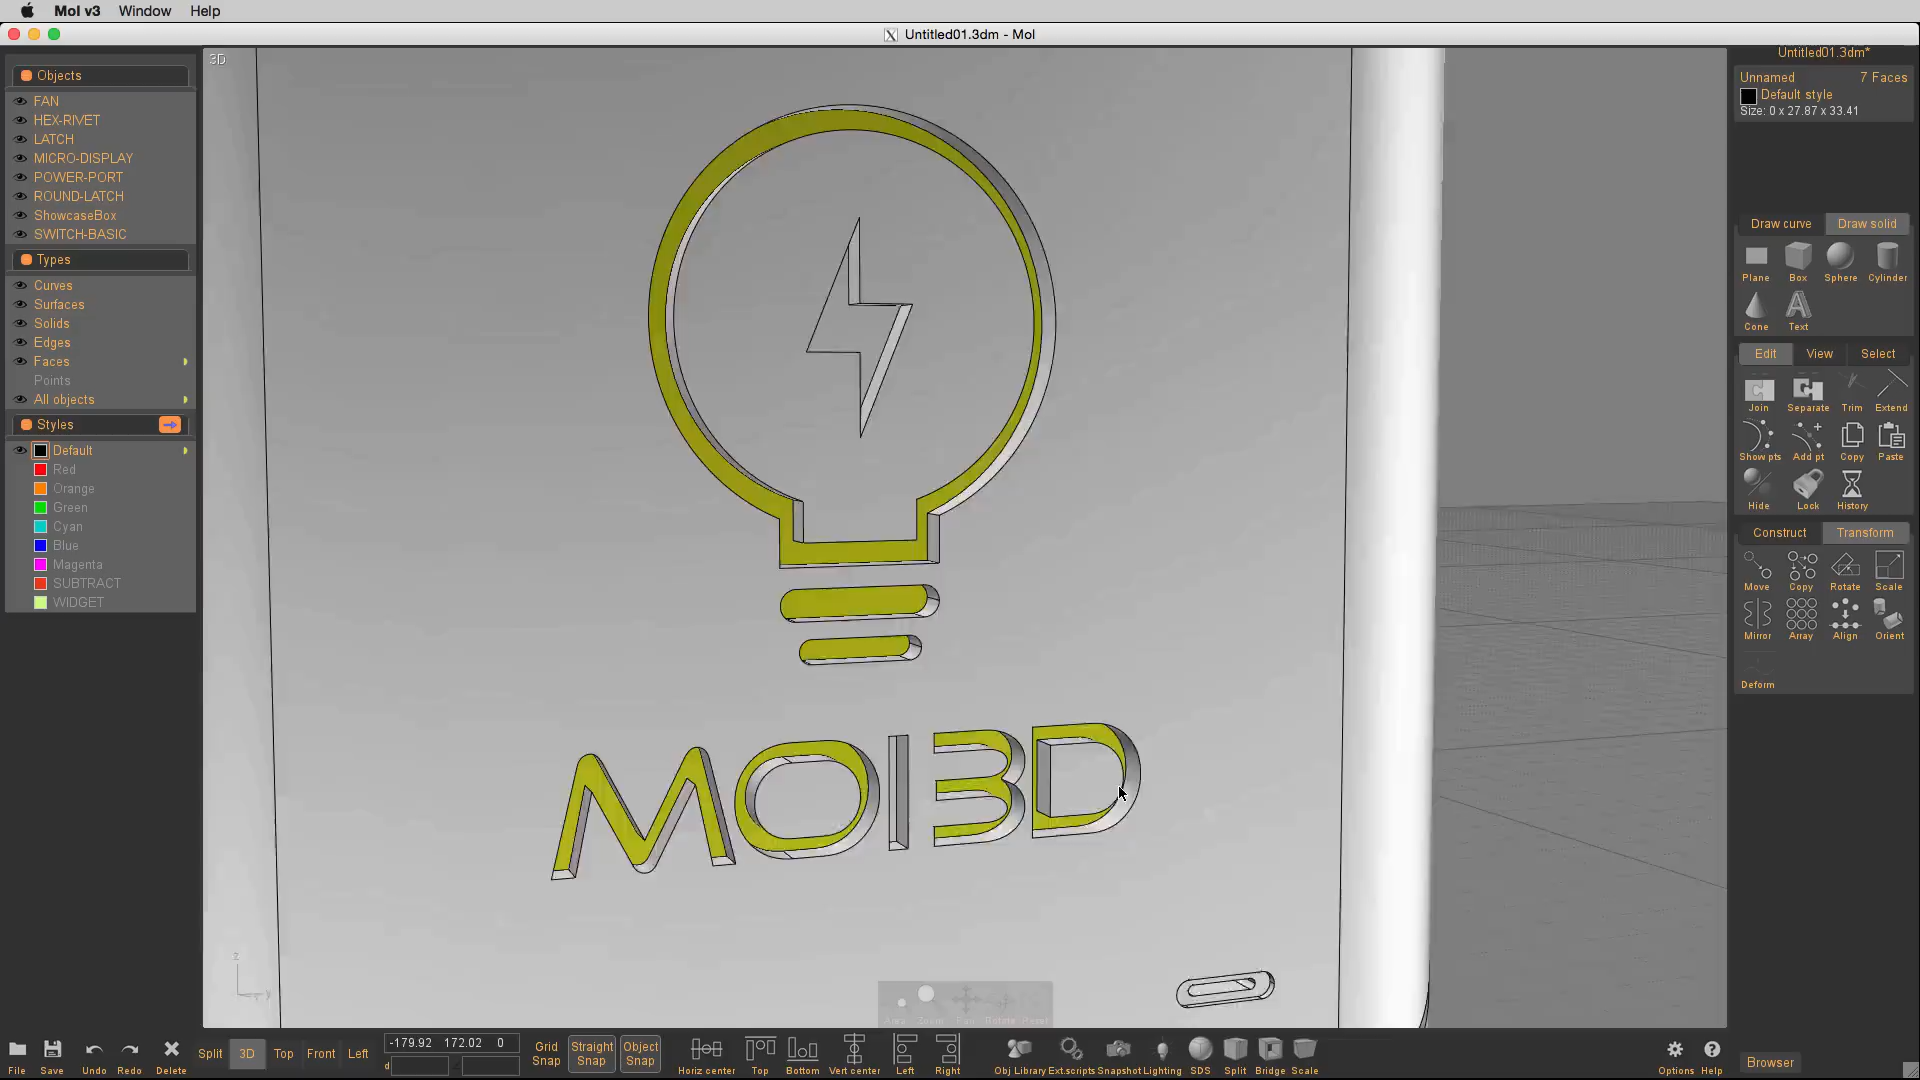 MoI v3 Window Help
Untitled01.3dm - MoI
3D
Objects
FAN
HEX-RIVET
LATCH
MICRO-DISPLAY
POWER-PORT
ROUND-LATCH
ShowcaseBox
SWITCH-BASIC
Types
Curves
Surfaces
Solids
Edges
Faces
Points
All objects
Styles
Default
Red
Orange
Green
Cyan
Blue
Magenta
SUBTRACT
WIDGET
MOI3D
z
y
Area Zoom Pan Rotate Reset
Untitled01.3dm*
Unnamed 7 Faces
Default style
Size: 0 x 27.87 x 33.41
Draw curve Draw solid
Plane Box Sphere Cylinder
Cone Text
Edit View Select
Join Separate Trim Extend
Show pts Add pt Copy Paste
Hide Lock History
Construct Transform
Move Copy Rotate Scale
Mirror Array Align Orient
Deform
File Save Undo Redo Delete
Split 3D Top Front Left
-179.92 172.02 0
d
Grid Snap
Straight Snap
Object Snap
Horiz center Top Bottom Vert center Left Right
Obj Library Ext.scripts Snapshot Lighting SDS Split Bridge Scale
Options Help
Browser